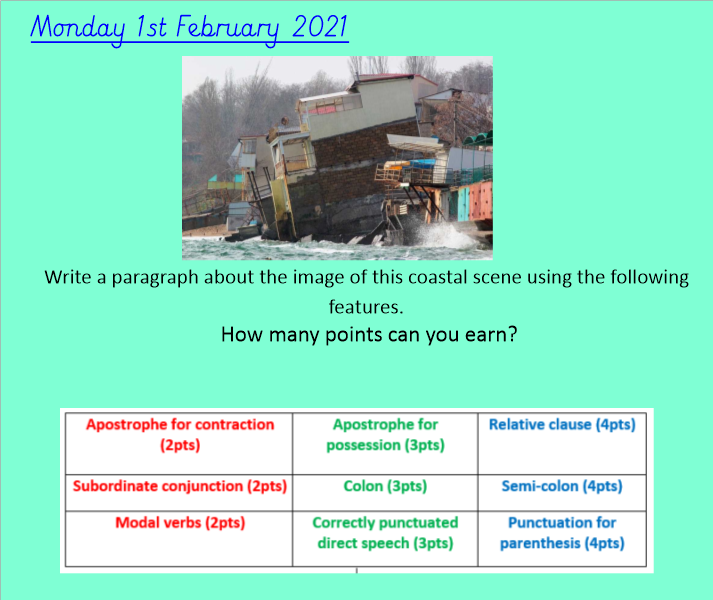 Monday 1st February 2021
Write a paragraph about the image of this coastal scene using the following
features.
How many points can you earn?
Apostrophe for contraction
(2pts)
Apostrophe for
possession (3pts)
Relative clause (4pts)
Subordinate conjunction (2pts)
Colon (3pts)
Semi-colon (4pts)
Modal verbs (2pts)
Correctly punctuated
direct speech (3pts)
Punctuation for
parenthesis (4pts)